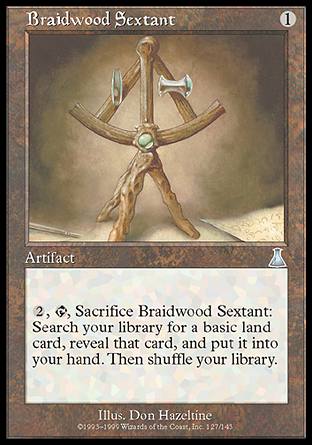 Braidwood Sextant 1
Artifact
2, , Sacrifice Braidwood Sextant:
Search your library for a basic land
card, reveal that card, and put it into
your hand. Then shuffle your library.
Illus. Don Hazeltine
©1993-1999 Wizards of the Coast, Inc. 127/143